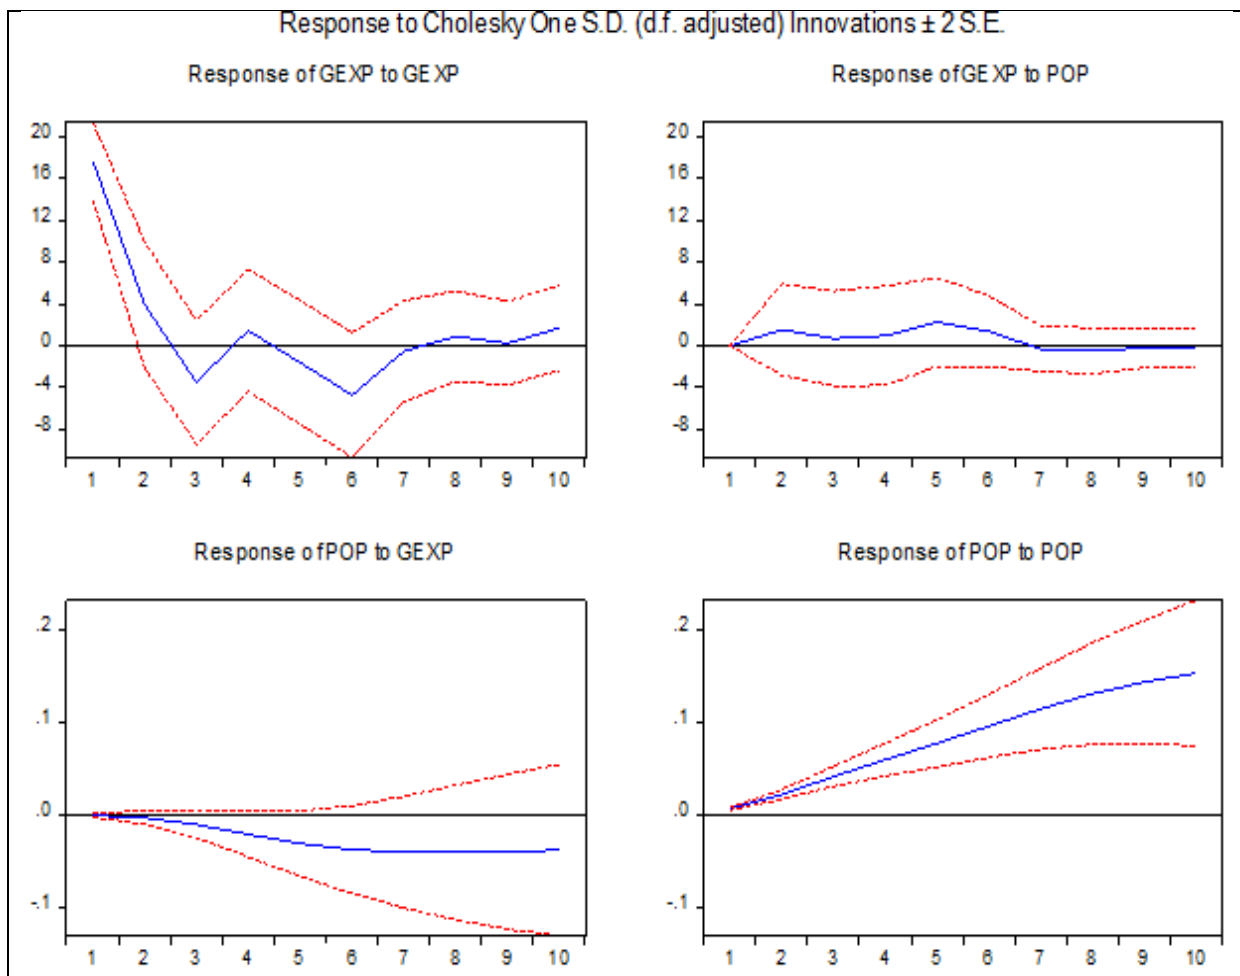 Response to Cholesky One S.D. (d.f. adjusted) Innovations ± 2 S.E.
Response of GEXP to GEXP
20
16
12
8
4
0
-4
-8
1 2 3 4 5 6 7 8 9 10
Response of GEXP to POP
20
16
12
8
4
0
-4
-8
1 2 3 4 5 6 7 8 9 10
Response of POP to GEXP
.2
.1
.0
-.1
1 2 3 4 5 6 7 8 9 10
Response of POP to POP
.2
.1
.0
-.1
1 2 3 4 5 6 7 8 9 10